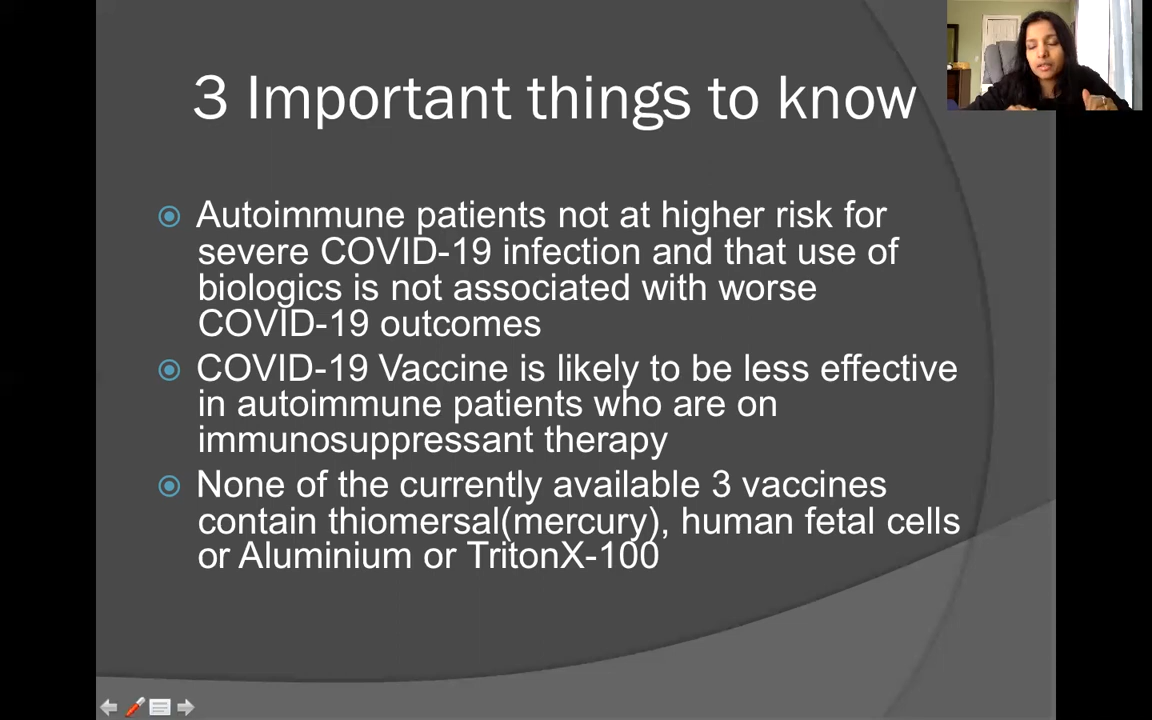 3 Important things to know
Autoimmune patients not at higher risk for
severe COVID-19 infection and that use of
biologics is not associated with worse
COVID-19 outcomes
COVID-19 Vaccine is likely to be less effective
in autoimmune patients who are on
immunosuppressant therapy
None of the currently available 3 vaccines
contain thiomersal(mercury), human fetal cells
or Aluminium or TritonX-100